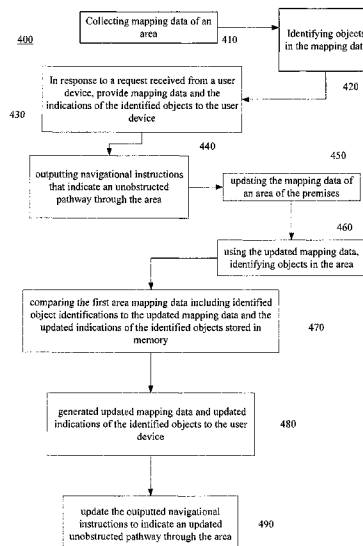 400
Collecting mapping data of an
area
410
Identifying objects
in the mapping dat
420
In response to a request received from a user
device, provide mapping data and the
indications of the identified objects to the user
device
430
440
outputting navigational instructions
that indicate an unobstructed
pathway through the area
450
updating the mapping data of
an area of the premises
460
using the updated mapping data,
identifying objects in the area
comparing the first area mapping data including identified
object identifications to the updated mapping data and the
updated indications of the identified objects stored in
memory
470
generated updated mapping data and updated
indications of the identified objects to the user
device
480
update the outputted navigational
instructions to indicate an updated
unobstructed pathway through the area
490